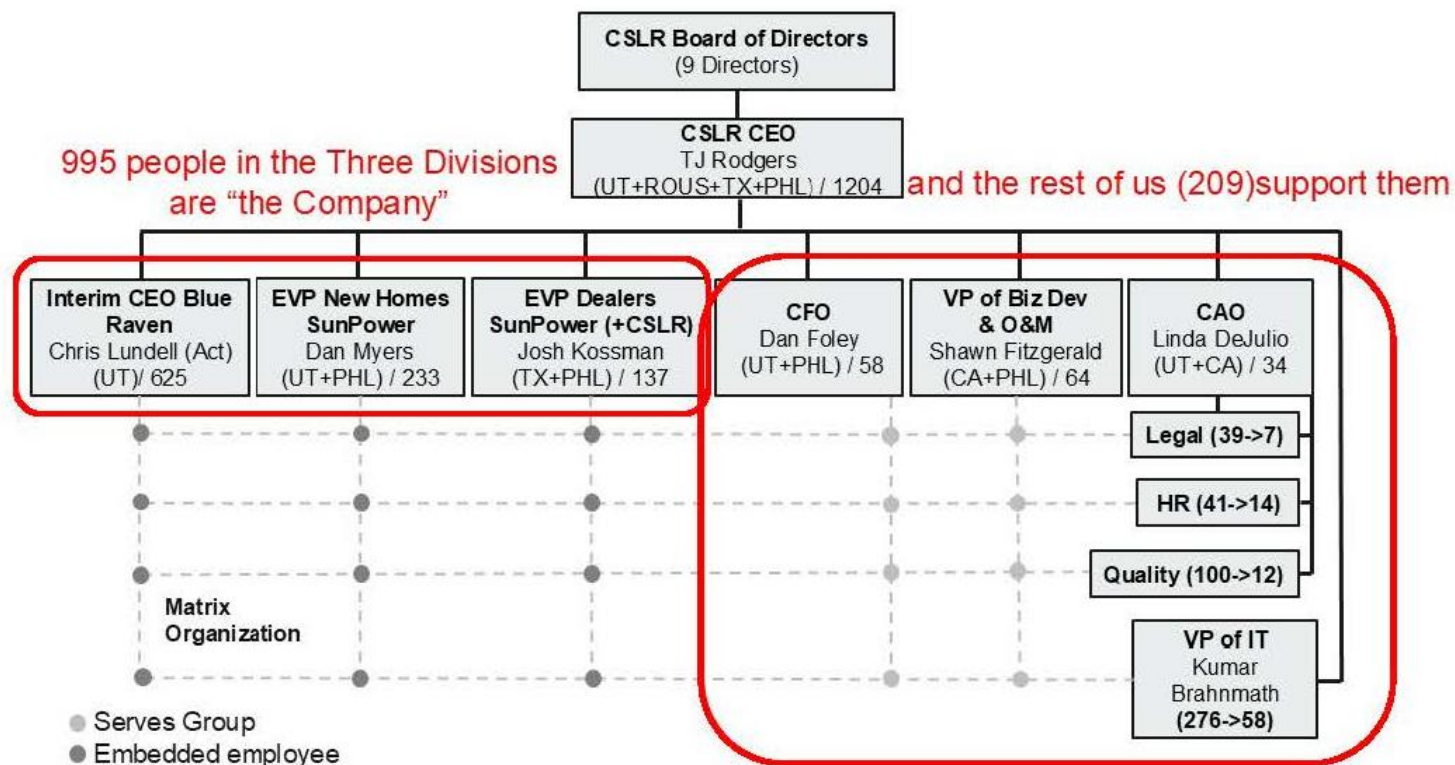 CSLR Board of Directors
(9 Directors)
CSLR CEO
TJ Rodgers
(UT+ROUS+TX+PHL) / 1204
995 people in the Three Divisions
are “the Company”
and the rest of us (209)support them
Interim CEO Blue
Raven
Chris Lundell (Act)
(UT)/ 625
EVP New Homes
SunPower
Dan Myers
(UT+PHL) / 233
EVP Dealers
SunPower (+CSLR)
Josh Kossman
(TX+PHL) / 137
CFO
Dan Foley
(UT+PHL) / 58
VP of Biz Dev
& O&M
Shawn Fitzgerald
(CA+PHL) / 64
CAO
Linda DeJulio
(UT+CA) / 34
Legal (39->7)
HR (41->14)
Quality (100->12)
Matrix
Organization
VP of IT
Kumar
Brahnmath
(276->58)
Serves Group
Embedded employee